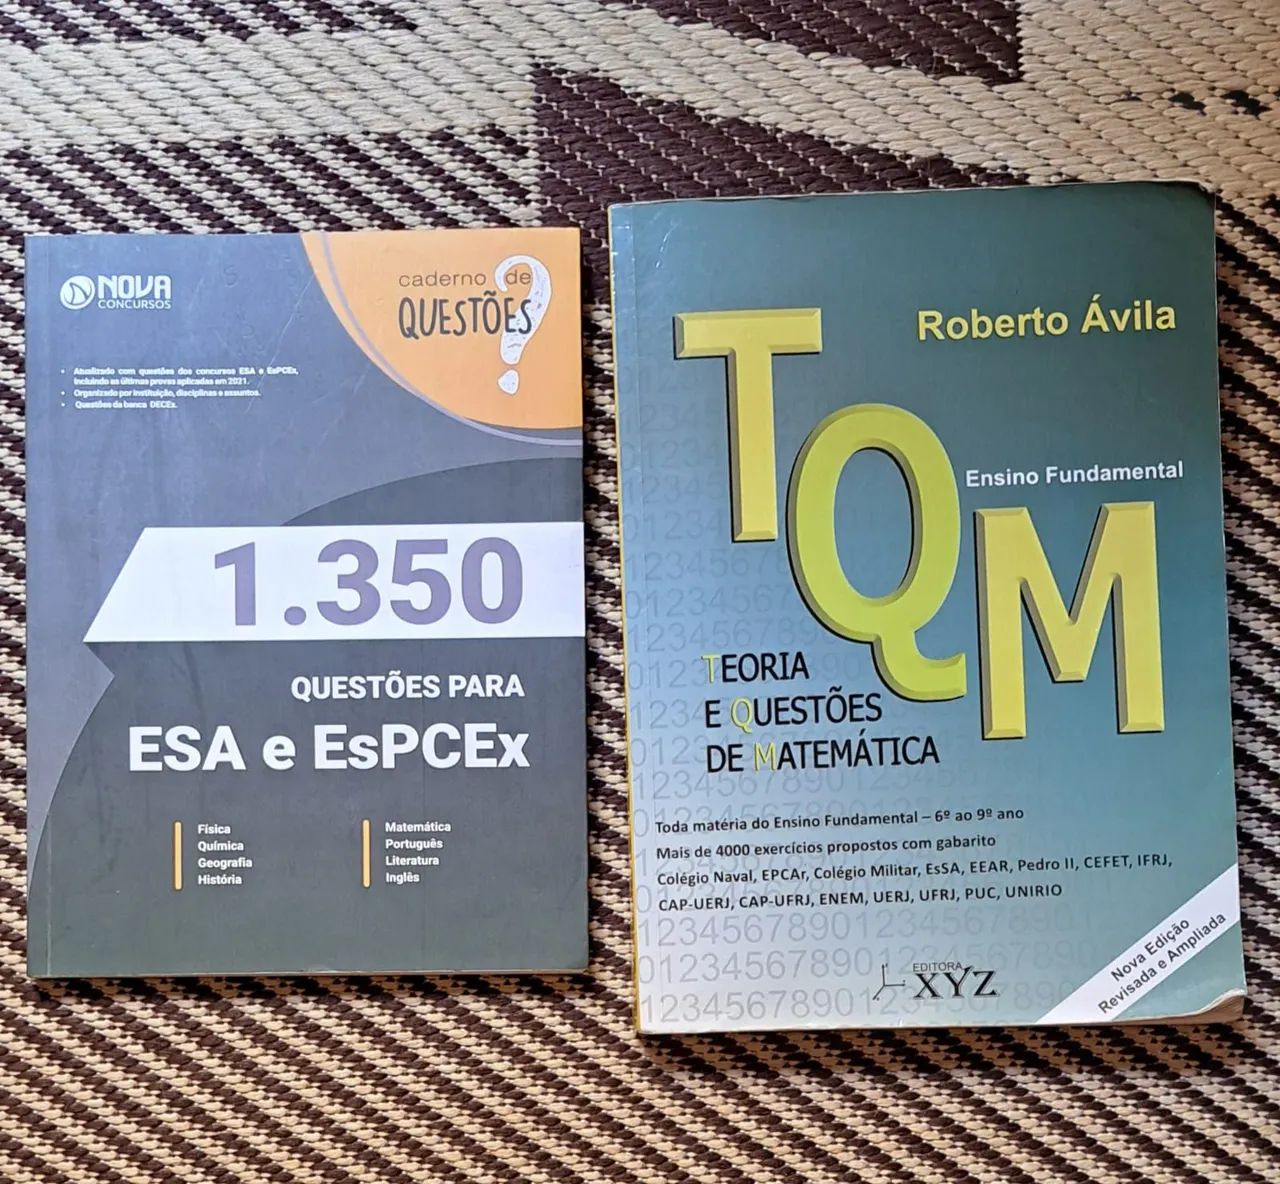 NOVA
CONCURSOS
caderno de
QUESTÕES
?
• Atualizado com questões dos concursos ESA e EsPCEx,
incluindo as últimas provas aplicadas em 2021.
• Organizado por instituição, disciplinas e assuntos.
• Questões da banca DECEx.
1.350
QUESTÕES PARA
ESA e EsPCEx
Física
Química
Geografia
História
Matemática
Português
Literatura
Inglês
Roberto Ávila
TQM
Ensino Fundamental
TEORIA
E QUESTÕES
DE MATEMÁTICA
Toda matéria do Ensino Fundamental – 6º ao 9º ano
Mais de 4000 exercícios propostos com gabarito
Colégio Naval, EPCAr, Colégio Militar, EsSA, EEAR, Pedro II, CEFET, IFRJ,
CAP-UERJ, CAP-UFRJ, ENEM, UERJ, UFRJ, PUC, UNIRIO
EDITORA
XYZ
Nova Edição
Revisada e Ampliada